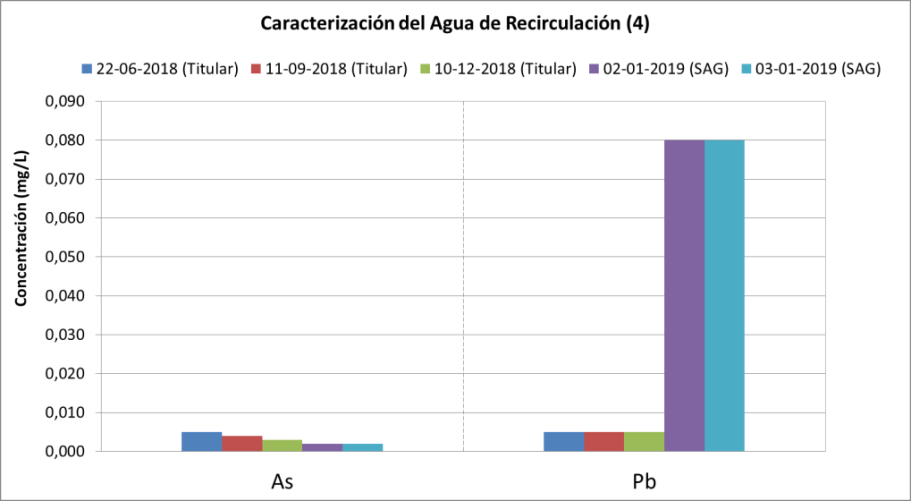 Caracterización del Agua de Recirculación (4)
22-06-2018 (Titular) 11-09-2018 (Titular) 10-12-2018 (Titular) 02-01-2019 (SAG) 03-01-2019 (SAG)
Concentración (mg/L)
0,090
0,080
0,070
0,060
0,050
0,040
0,030
0,020
0,010
0,000
As Pb